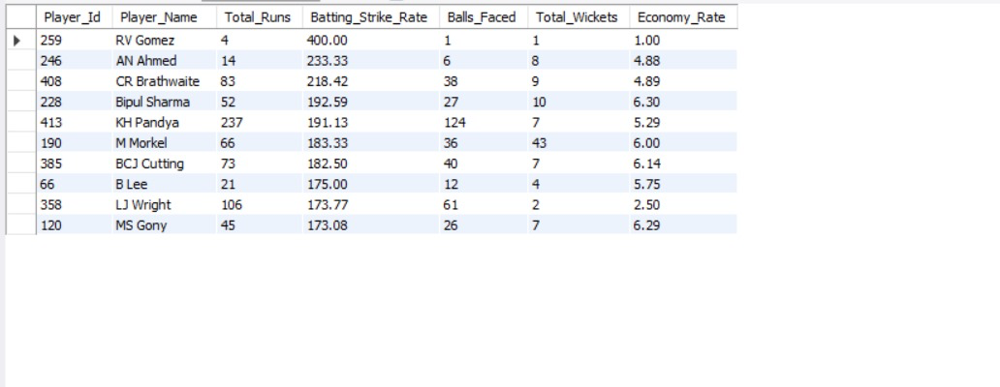 Player_Id Player_Name Total_Runs Batting_Strike_Rate Balls_Faced Total_Wickets Economy_Rate
259 RV Gomez 4 400.00 1 1 1.00
246 AN Ahmed 14 233.33 6 8 4.88
408 CR Brathwaite 83 218.42 38 9 4.89
228 Bipul Sharma 52 192.59 27 10 6.30
413 KH Pandya 237 191.13 124 7 5.29
190 M Morkel 66 183.33 36 43 6.00
385 BCJ Cutting 73 182.50 40 7 6.14
66 B Lee 21 175.00 12 4 5.75
358 LJ Wright 106 173.77 61 2 2.50
120 MS Gony 45 173.08 26 7 6.29